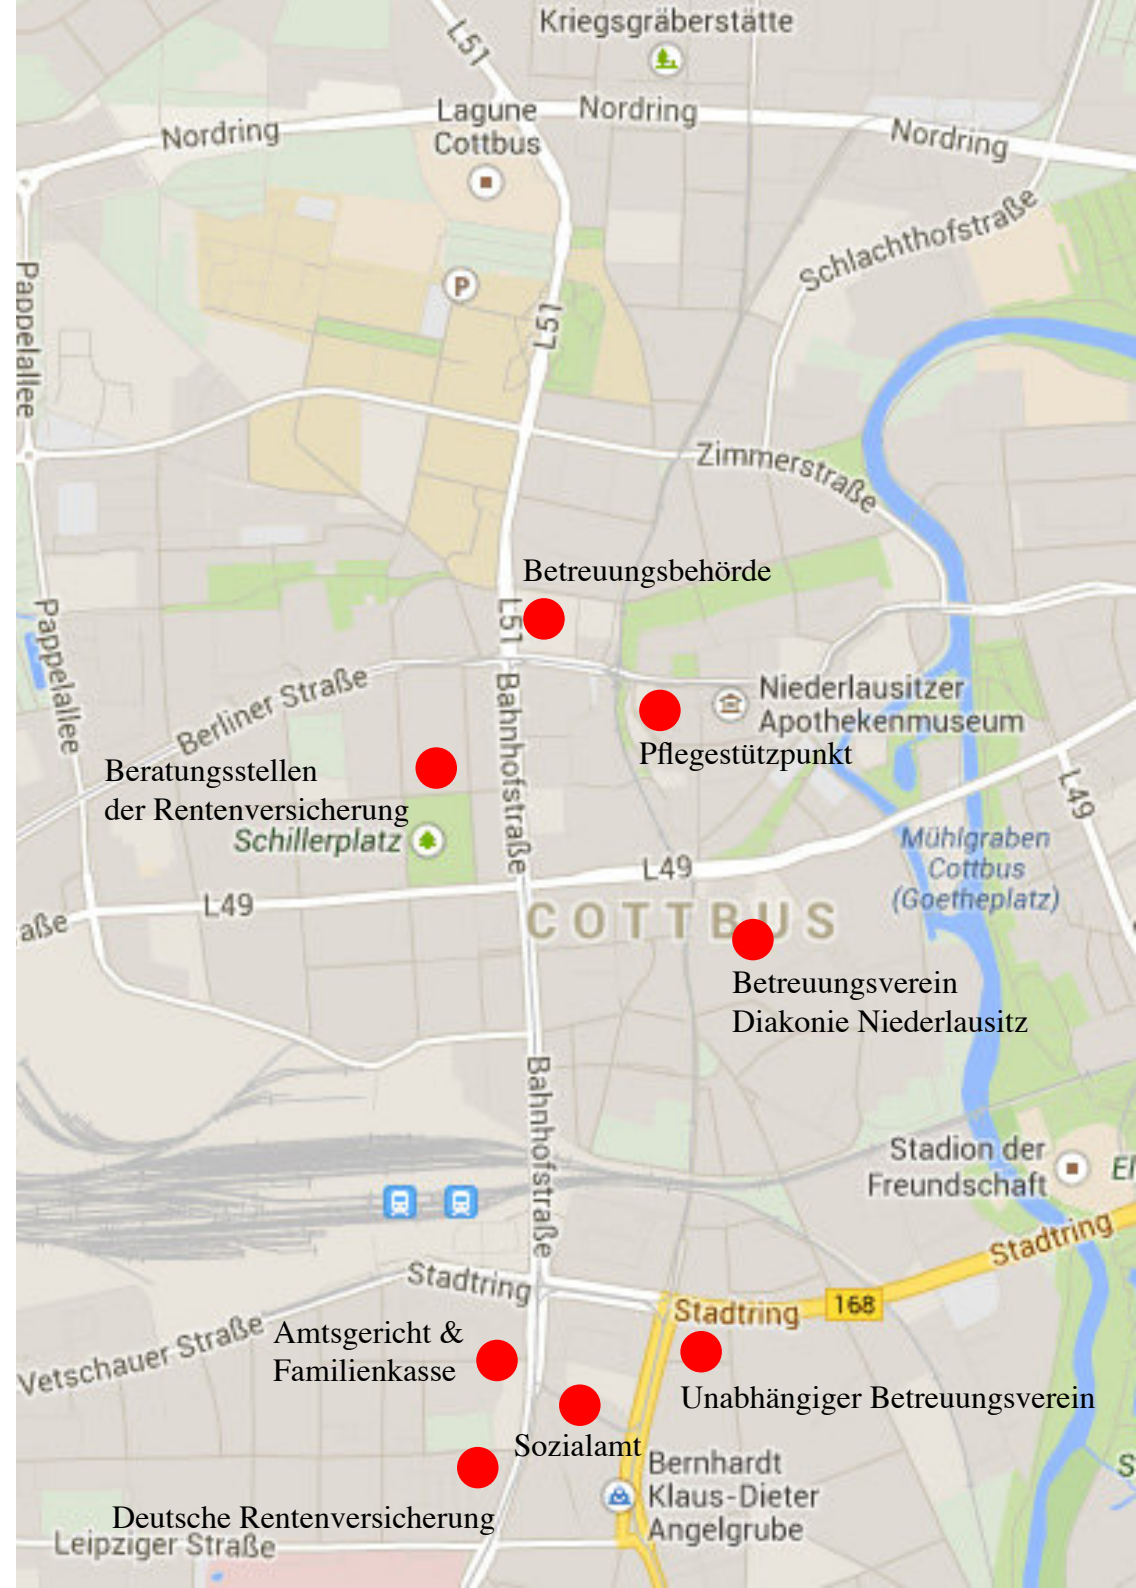 Kriegsgräberstätte
L51
Lagune
Cottbus
Nordring
Nordring
Nordring
Schlachthofstraße
P
Pappelallee
L51
Zimmerstraße
Betreuungsbehörde
L51
Pappelallee
Berliner Straße
Bahnhofstraße
Niederlausitzer
Apothekenmuseum
Pflegestützpunkt
Beratungsstellen
der Rentenversicherung
Schillerplatz
L49
L49
Mühlgraben
Cottbus
(Goetheplatz)
L49
aße
COTTBUS
Betreuungsverein
Diakonie Niederlausitz
Bahnhofstraße
Stadion der
Freundschaft
El
Stadtring
Stadtring
Stadtring
168
Vetschauer Straße
Amtsgericht &
Familienkasse
Unabhängiger Betreuungsverein
Sozialamt
Bernhardt
Klaus-Dieter
Angelgrube
S
Deutsche Rentenversicherung
Leipziger Straße